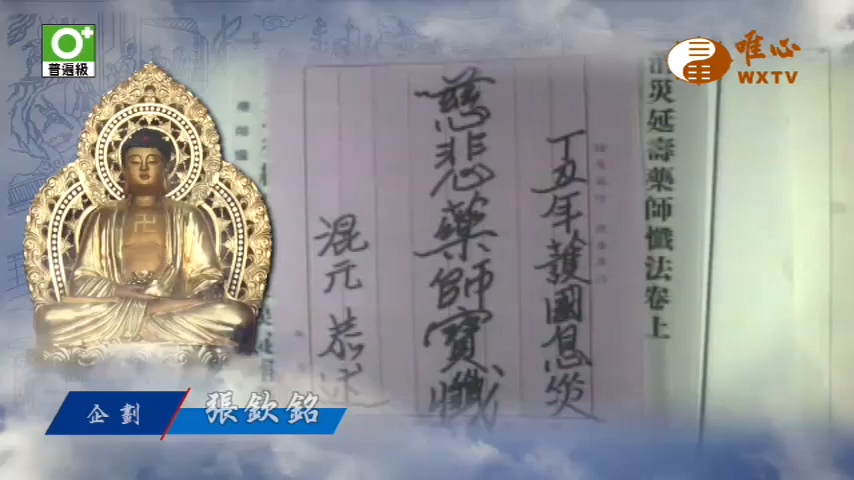 普遍級
唯心
WXTV
消災延壽藥師懺法卷上
丁丑年護國息災
慈悲藥師寶懺
混元 恭述
企劃 張欽銘